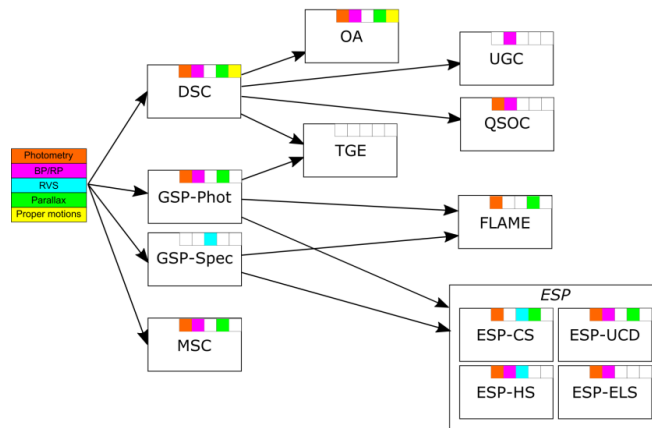 OA
UGC
DSC
QSOC
TGE
Photometry
BP/RP
RVS
Parallax
Proper motions
GSP-Phot
FLAME
GSP-Spec
ESP
MSC
ESP-CS
ESP-UCD
ESP-HS
ESP-ELS